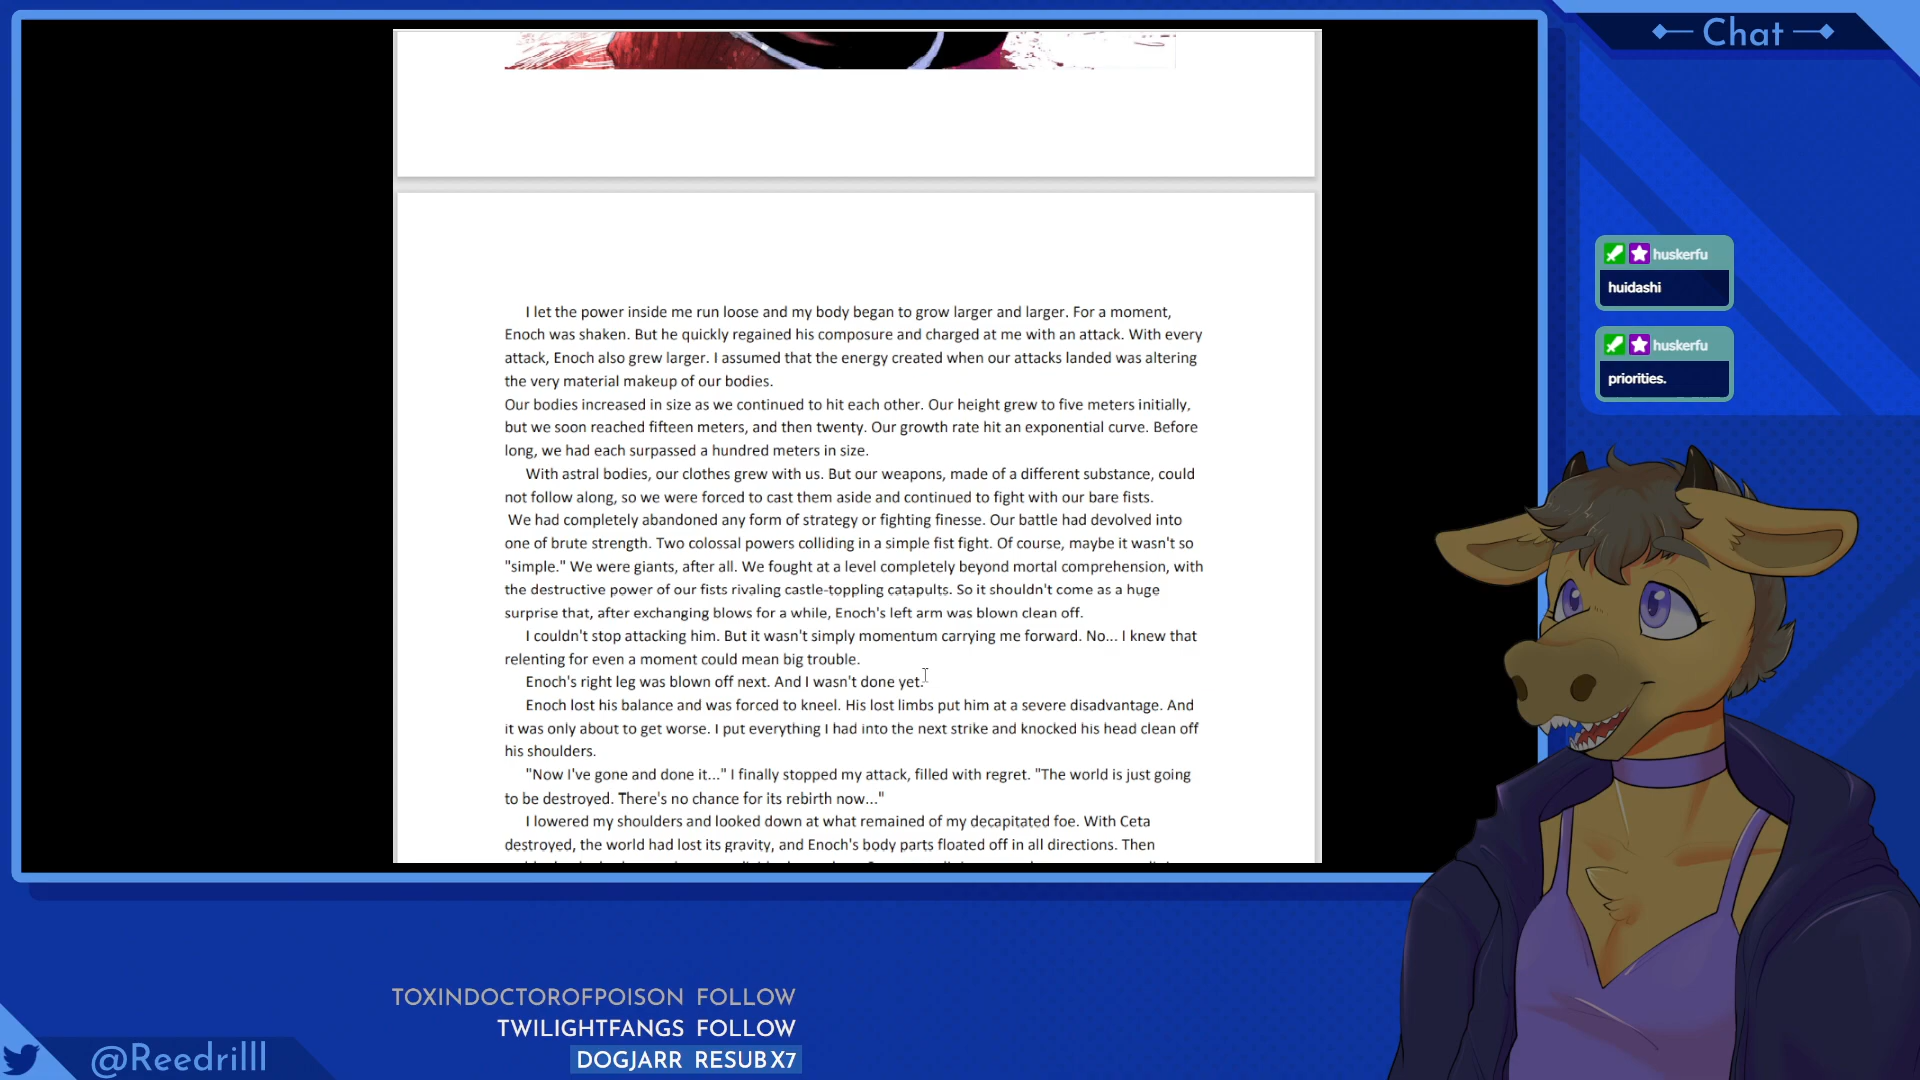 Chat
huskerfu
huidashi
huskerfu
priorities.
I let the power inside me run loose and my body began to grow larger and larger. For a moment,
Enoch was shaken. But he quickly regained his composure and charged at me with an attack. With every
attack, Enoch also grew larger. I assumed that the energy created when our attacks landed was altering
the very material makeup of our bodies.
Our bodies increased in size as we continued to hit each other. Our height grew to five meters initially,
but we soon reached fifteen meters, and then twenty. Our growth rate hit an exponential curve. Before
long, we had each surpassed a hundred meters in size.
With astral bodies, our clothes grew with us. But our weapons, made of a different substance, could
not follow along, so we were forced to cast them aside and continued to fight with our bare fists.
We had completely abandoned any form of strategy or fighting finesse. Our battle had devolved into
one of brute strength. Two colossal powers colliding in a simple fist fight. Of course, maybe it wasn't so
"simple." We were giants, after all. We fought at a level completely beyond mortal comprehension, with
the destructive power of our fists rivaling castle-toppling catapults. So it shouldn't come as a huge
surprise that, after exchanging blows for a while, Enoch's left arm was blown clean off.
I couldn't stop attacking him. But it wasn't simply momentum carrying me forward. No... I knew that
relenting for even a moment could mean big trouble.
Enoch's right leg was blown off next. And I wasn't done yet.
Enoch lost his balance and was forced to kneel. His lost limbs put him at a severe disadvantage. And
it was only about to get worse. I put everything I had into the next strike and knocked his head clean off
his shoulders.
"Now I've gone and done it..." I finally stopped my attack, filled with regret. "The world is just going
to be destroyed. There's no chance for its rebirth now..."
I lowered my shoulders and looked down at what remained of my decapitated foe. With Ceta
destroyed, the world had lost its gravity, and Enoch's body parts floated off in all directions. Then
TOXINDOCTOROFPOISON FOLLOW
TWILIGHTFANGS FOLLOW
DOGJARR RESUB X7
@Reedrilll